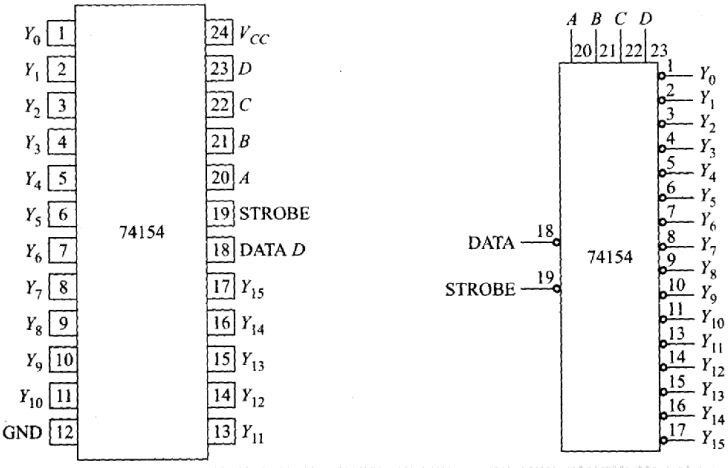 Y0 1
Y1 2
Y2 3
Y3 4
Y4 5
Y5 6
Y6 7
Y7 8
Y8 9
Y9 10
Y10 11
GND 12
74154
24 VCC
23 D
22 C
21 B
20 A
19 STROBE
18 DATA D
17 Y15
16 Y14
15 Y13
14 Y12
13 Y11
A B C D
20 21 22 23
DATA 18
STROBE 19
74154
1 Y0
2 Y1
3 Y2
4 Y3
5 Y4
6 Y5
7 Y6
8 Y7
9 Y8
10 Y9
11 Y10
13 Y11
14 Y12
15 Y13
16 Y14
17 Y15